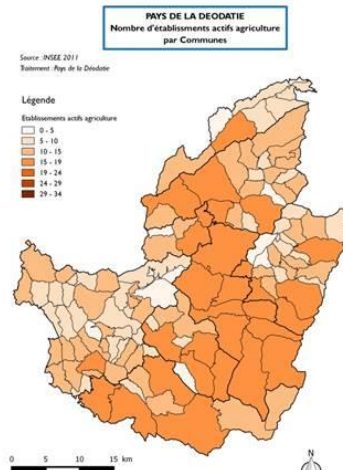 PAYS DE LA DEODATIE
Nombre d'établissments actifs agriculture
par Communes
Source : INSEE 2011
Traitement : Pays de la Déodatie
Légende
Etablissements actifs agriculture
0 - 5
5 - 10
10 - 15
15 - 19
19 - 24
24 - 29
29 - 34
0 5 10 15 km
N